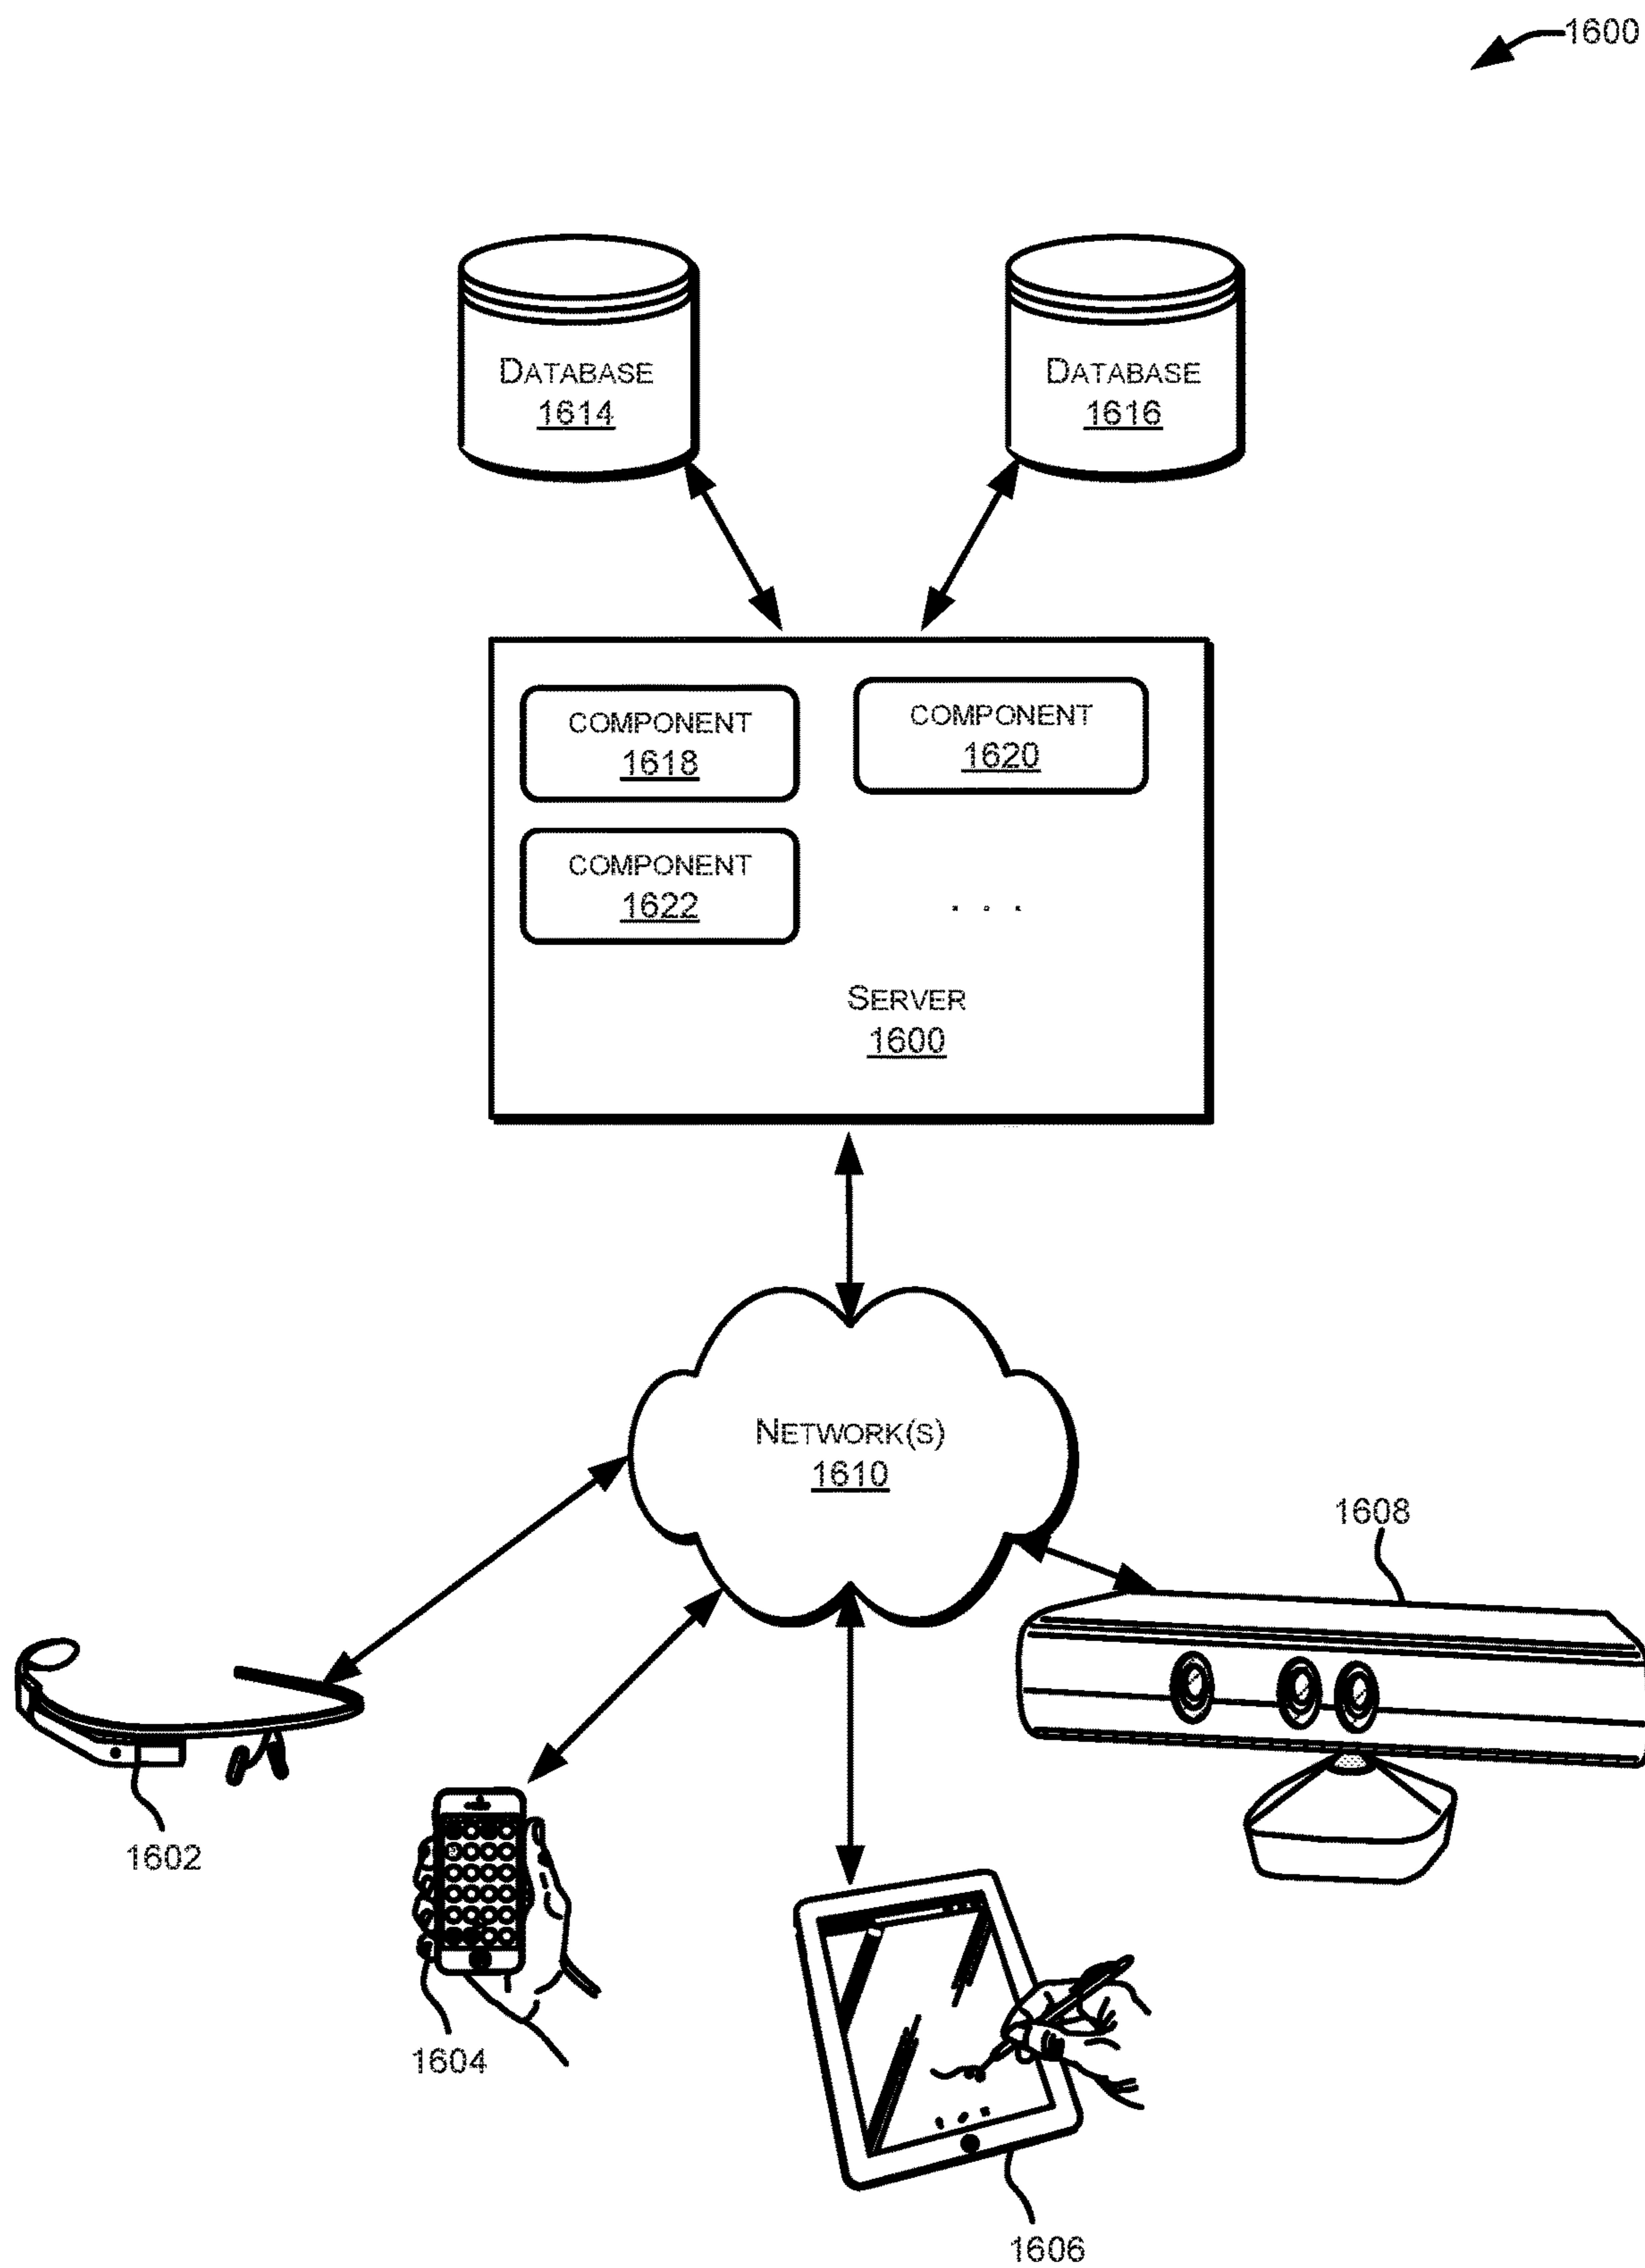 1600
DATABASE
1614
DATABASE
1616
COMPONENT
1618
COMPONENT
1620
COMPONENT
1622
. . .
SERVER
1600
NETWORK(S)
1610
1608
1602
1604
1606